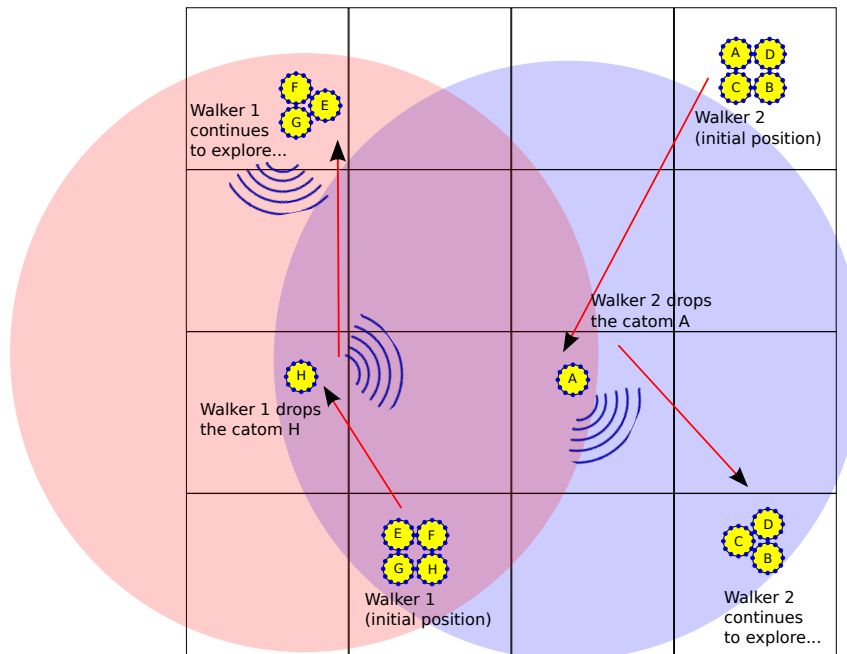 A D
C B
Walker 2
(initial position)
F
E
G
Walker 1
continues
to explore...
Walker 2 drops
the catom A
H
A
Walker 1 drops
the catom H
E F
G H
Walker 1
(initial position)
D
C
B
Walker 2
continues
to explore...